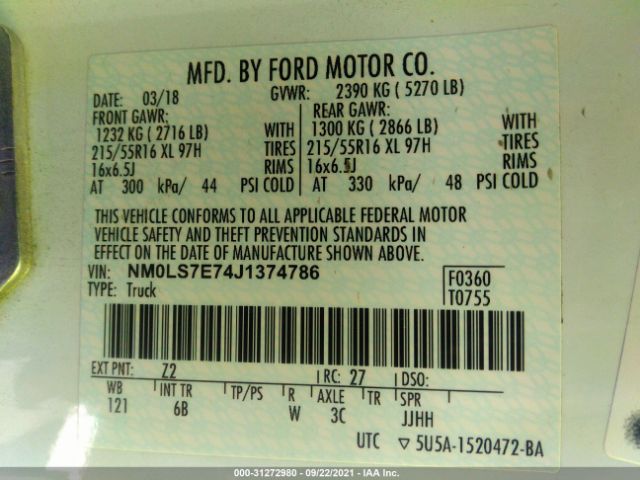 MFD. BY FORD MOTOR CO.
DATE: 03/18 GVWR: 2390 KG ( 5270 LB)
FRONT GAWR: REAR GAWR:
1232 KG ( 2716 LB) WITH 1300 KG ( 2866 LB) WITH
215/55R16 XL 97H TIRES 215/55R16 XL 97H TIRES
16x6.5J RIMS 16x6.5J RIMS
AT 300 kPa/ 44 PSI COLD AT 330 kPa/ 48 PSI COLD
THIS VEHICLE CONFORMS TO ALL APPLICABLE FEDERAL MOTOR
VEHICLE SAFETY AND THEFT PREVENTION STANDARDS IN
EFFECT ON THE DATE OF MANUFACTURE SHOWN ABOVE.
VIN: NM0LS7E74J1374786 F0360
TYPE: Truck T0755
EXT PNT: Z2 RC: 27 DSO:
WB INT TR TP/PS R AXLE TR SPR
121 6B W 3C JJHH
UTC ▽ 5U5A-1520472-BA
000-31272980 - 09/22/2021 - IAA Inc.